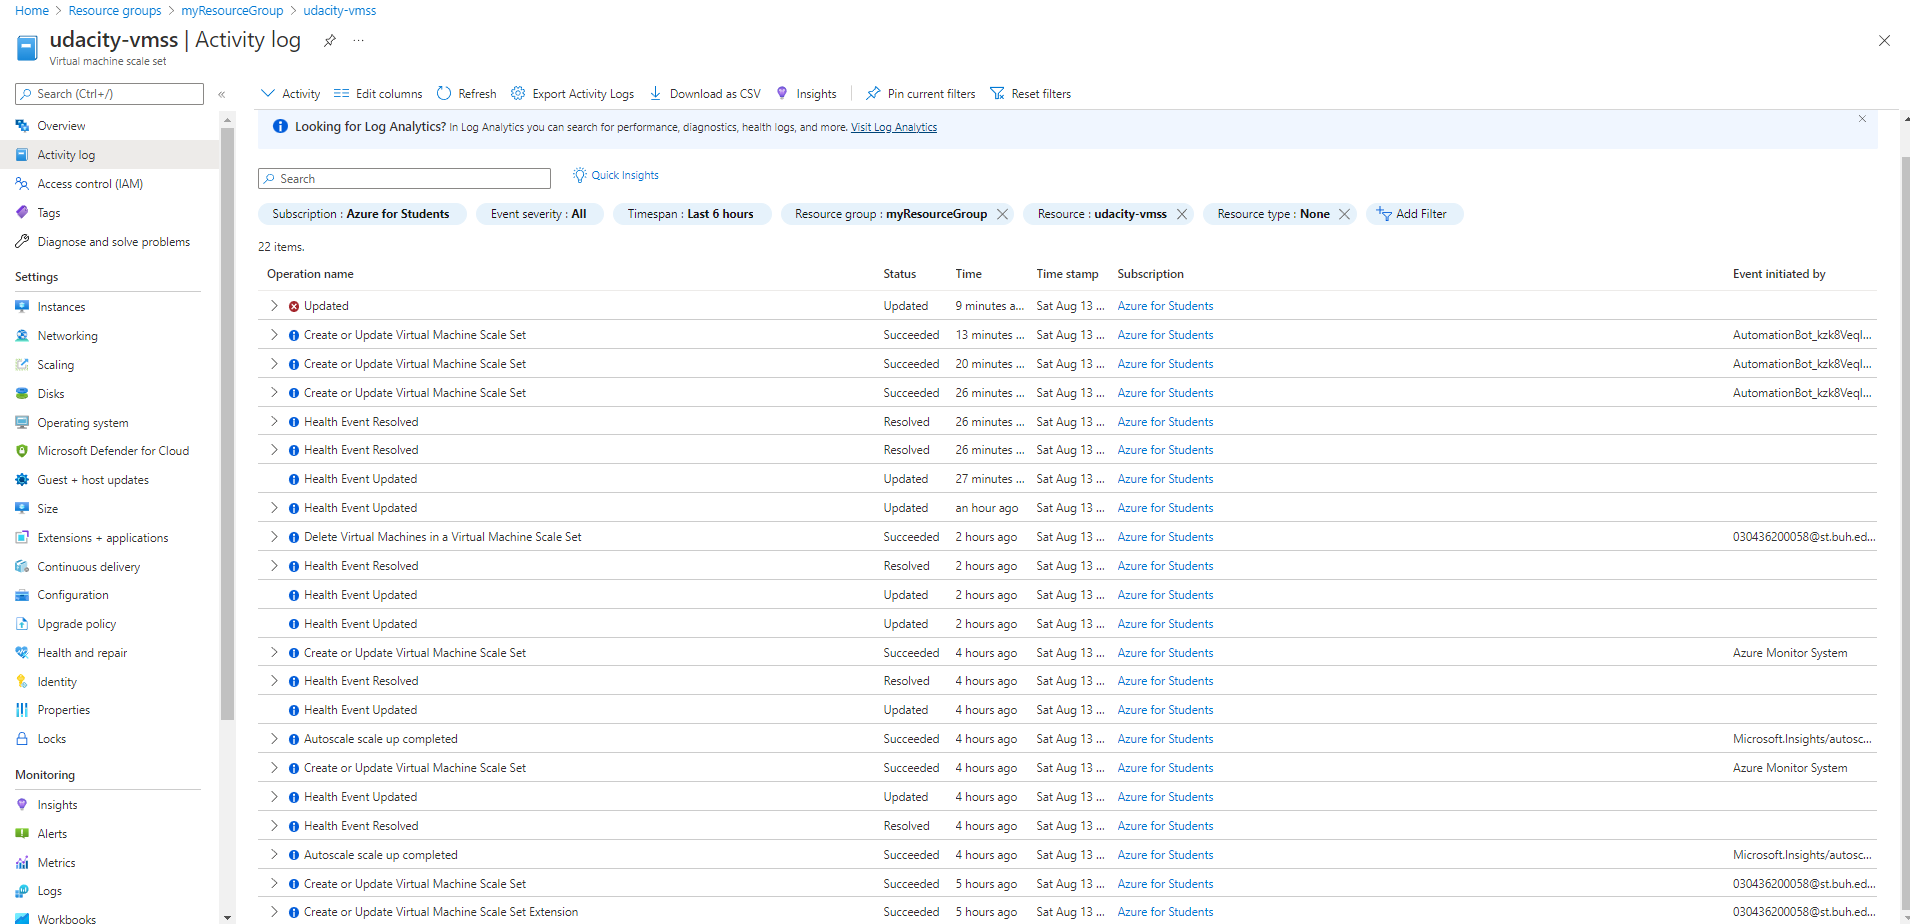 Home > Resource groups > myResourceGroup > udacity-vmss
udacity-vmss | Activity log ...
Virtual machine scale set
Search (Ctrl+/) «
Overview
Activity log
Access control (IAM)
Tags
Diagnose and solve problems
Settings
Instances
Networking
Scaling
Disks
Operating system
Microsoft Defender for Cloud
Guest + host updates
Size
Extensions + applications
Continuous delivery
Configuration
Upgrade policy
Health and repair
Identity
Properties
Locks
Monitoring
Insights
Alerts
Metrics
Logs
Workbooks
Activity Edit columns Refresh Export Activity Logs Download as CSV Insights Pin current filters Reset filters
Looking for Log Analytics? In Log Analytics you can search for performance, diagnostics, health logs, and more. Visit Log Analytics
Search Quick Insights
Subscription : Azure for Students Event severity : All Timespan : Last 6 hours Resource group : myResourceGroup Resource : udacity-vmss Resource type : None Add Filter
22 items.
Operation name Status Time Time stamp Subscription Event initiated by
Updated Updated 9 minutes a... Sat Aug 13 ... Azure for Students
Create or Update Virtual Machine Scale Set Succeeded 13 minutes ... Sat Aug 13 ... Azure for Students AutomationBot_kzk8Veql...
Create or Update Virtual Machine Scale Set Succeeded 20 minutes ... Sat Aug 13 ... Azure for Students AutomationBot_kzk8Veql...
Create or Update Virtual Machine Scale Set Succeeded 26 minutes ... Sat Aug 13 ... Azure for Students AutomationBot_kzk8Veql...
Health Event Resolved Resolved 26 minutes ... Sat Aug 13 ... Azure for Students
Health Event Resolved Resolved 26 minutes ... Sat Aug 13 ... Azure for Students
Health Event Updated Updated 27 minutes ... Sat Aug 13 ... Azure for Students
Health Event Updated Updated an hour ago Sat Aug 13 ... Azure for Students
Delete Virtual Machines in a Virtual Machine Scale Set Succeeded 2 hours ago Sat Aug 13 ... Azure for Students 030436200058@st.buh.ed...
Health Event Resolved Resolved 2 hours ago Sat Aug 13 ... Azure for Students
Health Event Updated Updated 2 hours ago Sat Aug 13 ... Azure for Students
Health Event Updated Updated 2 hours ago Sat Aug 13 ... Azure for Students
Create or Update Virtual Machine Scale Set Succeeded 4 hours ago Sat Aug 13 ... Azure for Students Azure Monitor System
Health Event Resolved Resolved 4 hours ago Sat Aug 13 ... Azure for Students
Health Event Updated Updated 4 hours ago Sat Aug 13 ... Azure for Students
Autoscale scale up completed Succeeded 4 hours ago Sat Aug 13 ... Azure for Students Microsoft.Insights/autosc...
Create or Update Virtual Machine Scale Set Succeeded 4 hours ago Sat Aug 13 ... Azure for Students Azure Monitor System
Health Event Updated Updated 4 hours ago Sat Aug 13 ... Azure for Students
Health Event Resolved Resolved 4 hours ago Sat Aug 13 ... Azure for Students
Autoscale scale up completed Succeeded 4 hours ago Sat Aug 13 ... Azure for Students Microsoft.Insights/autosc...
Create or Update Virtual Machine Scale Set Succeeded 5 hours ago Sat Aug 13 ... Azure for Students 030436200058@st.buh.ed...
Create or Update Virtual Machine Scale Set Extension Succeeded 5 hours ago Sat Aug 13 ... Azure for Students 030436200058@st.buh.ed...